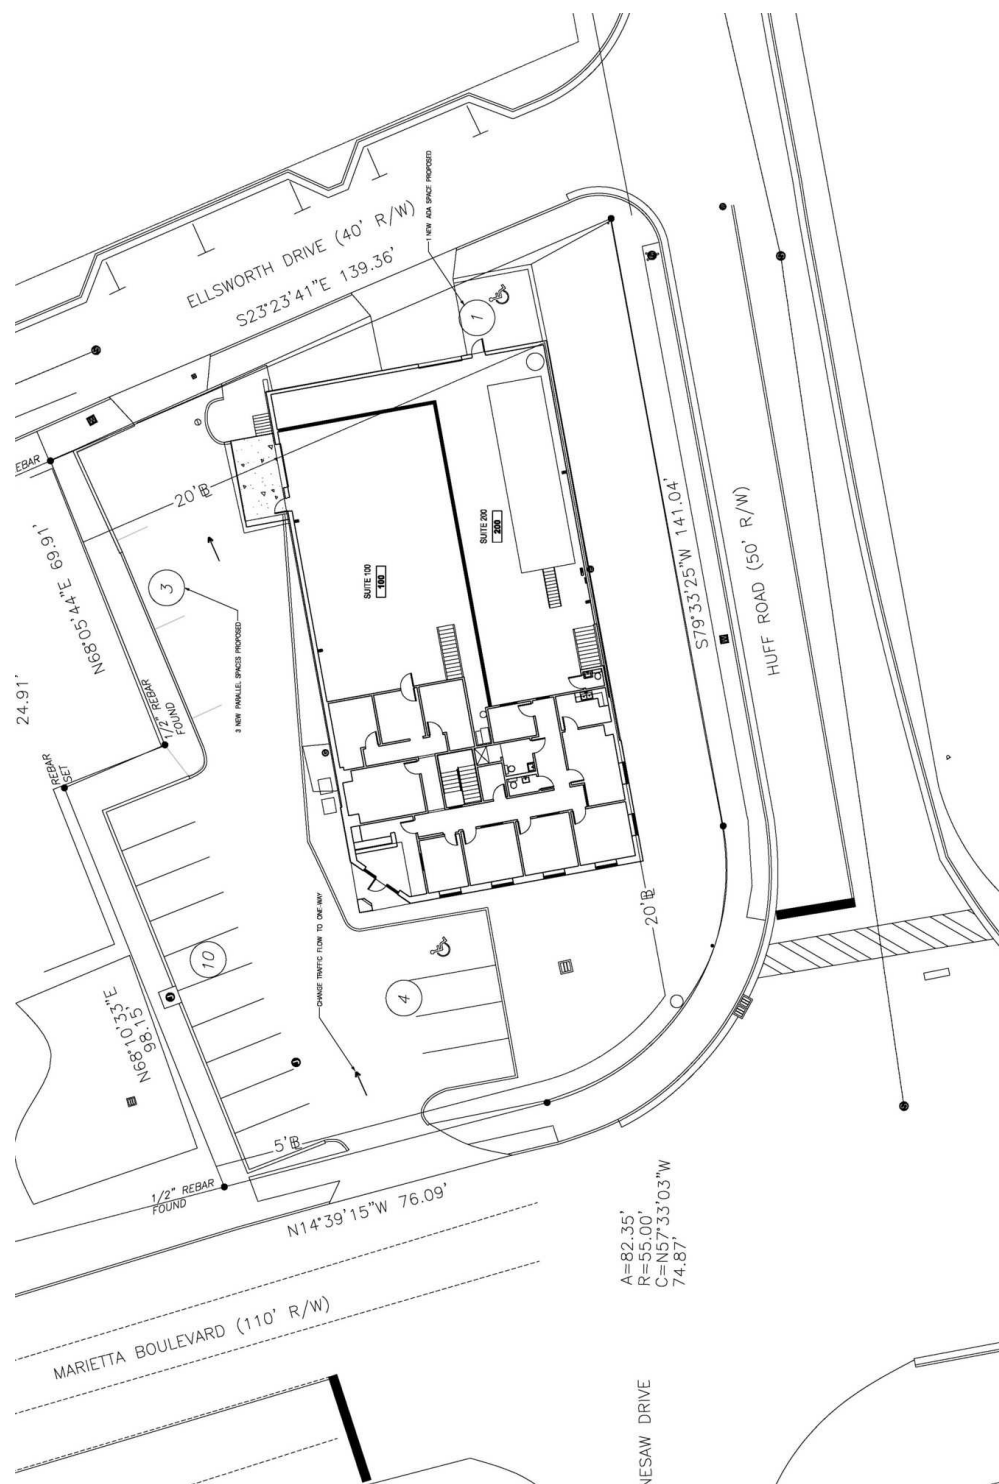 ELLSWORTH DRIVE (40' R/W)
S23°23'41"E 139.36'
1 NEW ADA SPACE PROPOSED
1
EBAR
20'
N68°05'44"E 69.91'
3
3 NEW PARALLEL SPACES PROPOSED
24.91'
1/2" REBAR
FOUND
REBAR
SET
SUITE 100
100
SUITE 200
200
S79°33'25"W 141.04'
HUFF ROAD (50' R/W)
20'
10
CHANGE TRAFFIC FLOW TO ONE-WAY
4
N68°10'33"E
98.15'
5'
1/2" REBAR
FOUND
N14°39'15"W 76.09'
MARIETTA BOULEVARD (110' R/W)
A=82.35'
R=55.00'
C=N57°33'03"W
74.87'
NESAW DRIVE